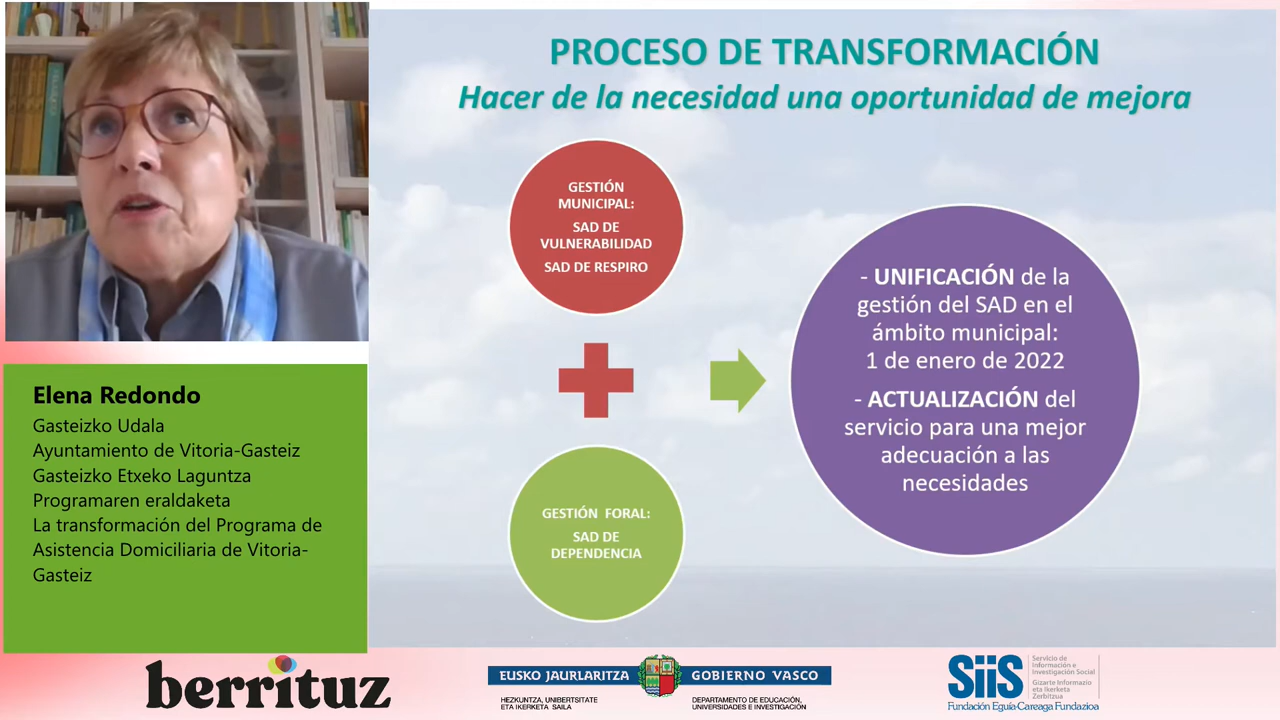 PROCESO DE TRANSFORMACIÓN
Hacer de la necesidad una oportunidad de mejora
GESTIÓN
MUNICIPAL:
SAD DE
VULNERABILIDAD
SAD DE RESPIRO
GESTIÓN FORAL:
SAD DE
DEPENDENCIA
- UNIFICACIÓN de la
gestión del SAD en el
ámbito municipal:
1 de enero de 2022
- ACTUALIZACIÓN del
servicio para una mejor
adecuación a las
necesidades
Elena Redondo
Gasteizko Udala
Ayuntamiento de Vitoria-Gasteiz
Gasteizko Etxeko Laguntza
Programaren eraldaketa
La transformación del Programa de
Asistencia Domiciliaria de Vitoria-
Gasteiz
berrituz
EUSKO JAURLARITZA
GOBIERNO VASCO
HEZKUNTZA, UNIBERTSITATE
ETA IKERKETA SAILA
DEPARTAMENTO DE EDUCACIÓN,
UNIVERSIDADES E INVESTIGACIÓN
SiiS
Servicio de
Información e
Investigación Social
Gizarte Informazio
eta Ikerketa
Zerbitzua
Fundación Eguía-Careaga Fundazioa